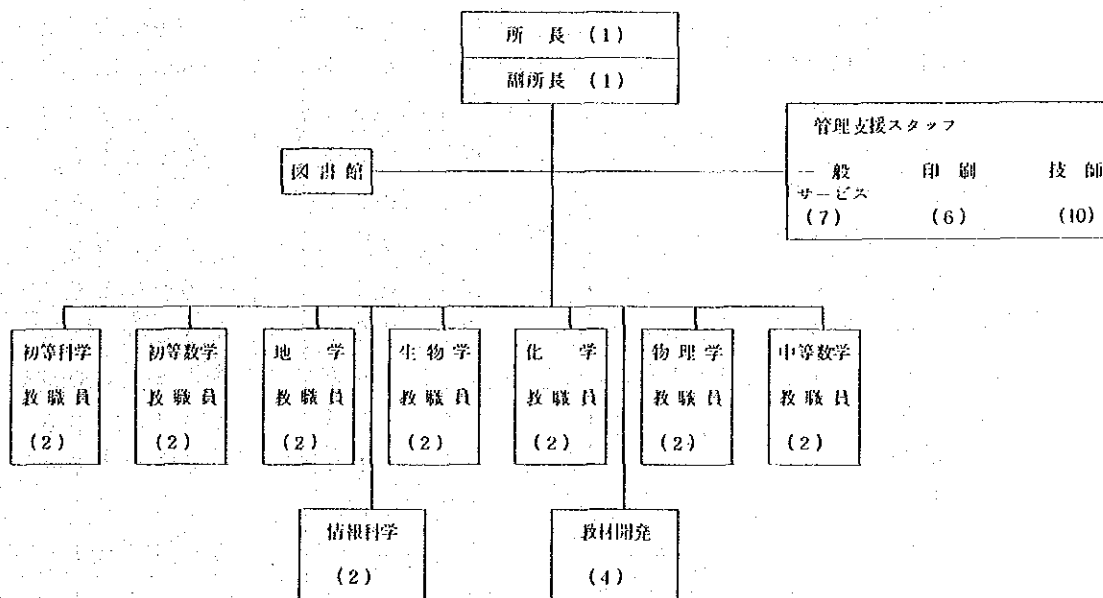 所 長 (1)
副所長 (1)
管理支援スタッフ
図書館
一 般 印 刷 技 師
サービス
(7) (6) (10)
初等科学 初等数学 地 学 生物学 化 学 物理学 中等数学
教職員 教職員 教職員 教職員 教職員 教職員 教職員
(2) (2) (2) (2) (2) (2) (2)
情報科学 教材開発
(2) (4)